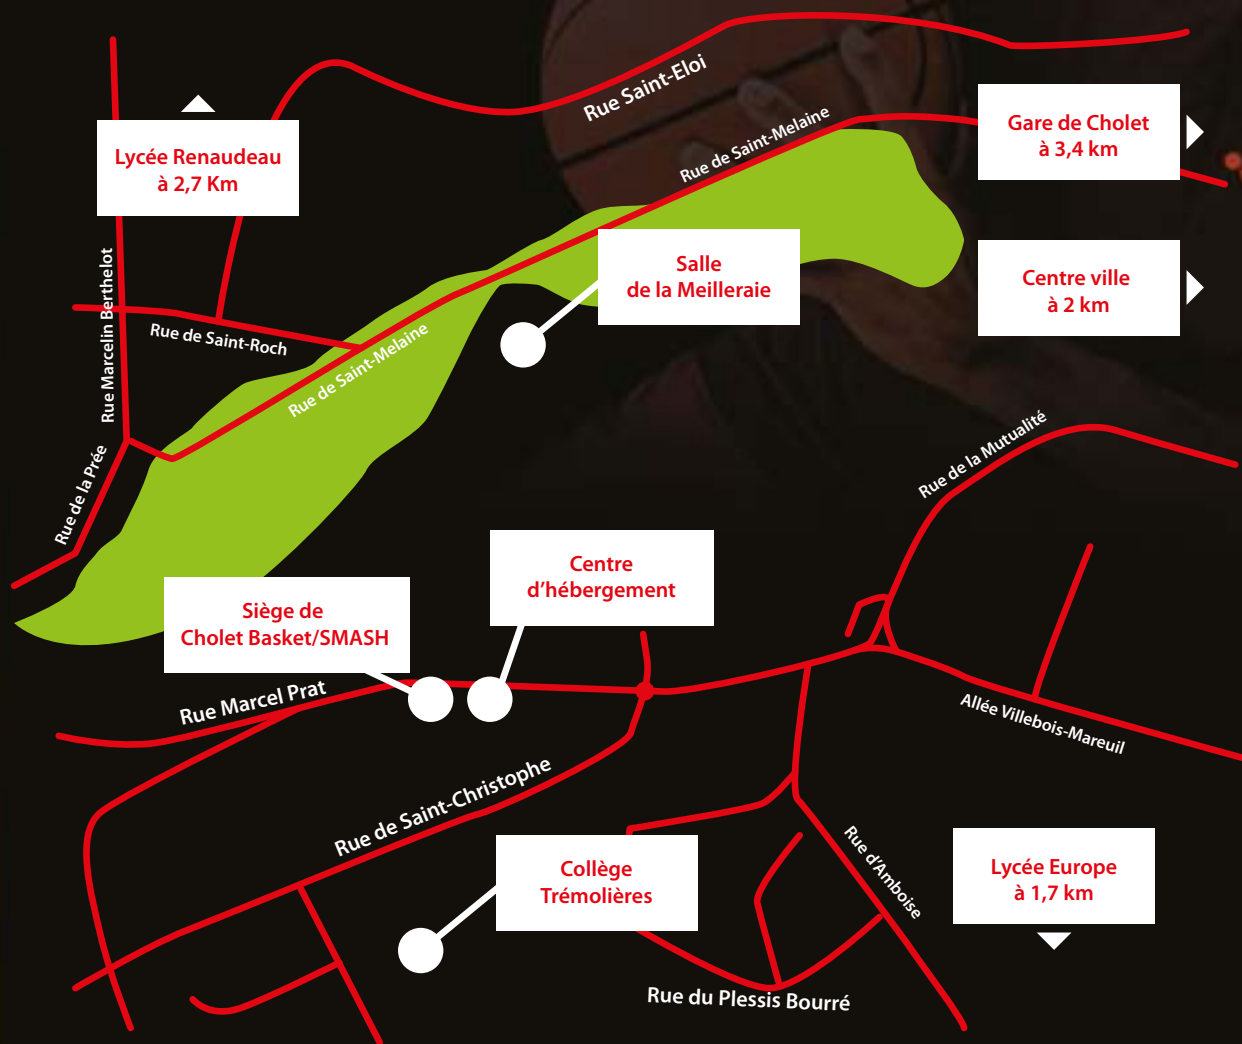 Rue Saint-Eloi
Rue de Saint-Melaine
Gare de Cholet
à 3,4 km
Lycée Renaudeau
à 2,7 Km
Salle
de la Meilleraie
Centre ville
à 2 km
Rue Marcelin Berthelot
Rue de Saint-Roch
Rue de Saint-Melaine
Rue de la Prée
Rue de la Mutualité
Centre
d'hébergement
Siège de
Cholet Basket/SMASH
Rue Marcel Prat
Allée Villebois-Mareuil
Rue de Saint-Christophe
Collège
Trémolières
Rue d'Amboise
Lycée Europe
à 1,7 km
Rue du Plessis Bourré